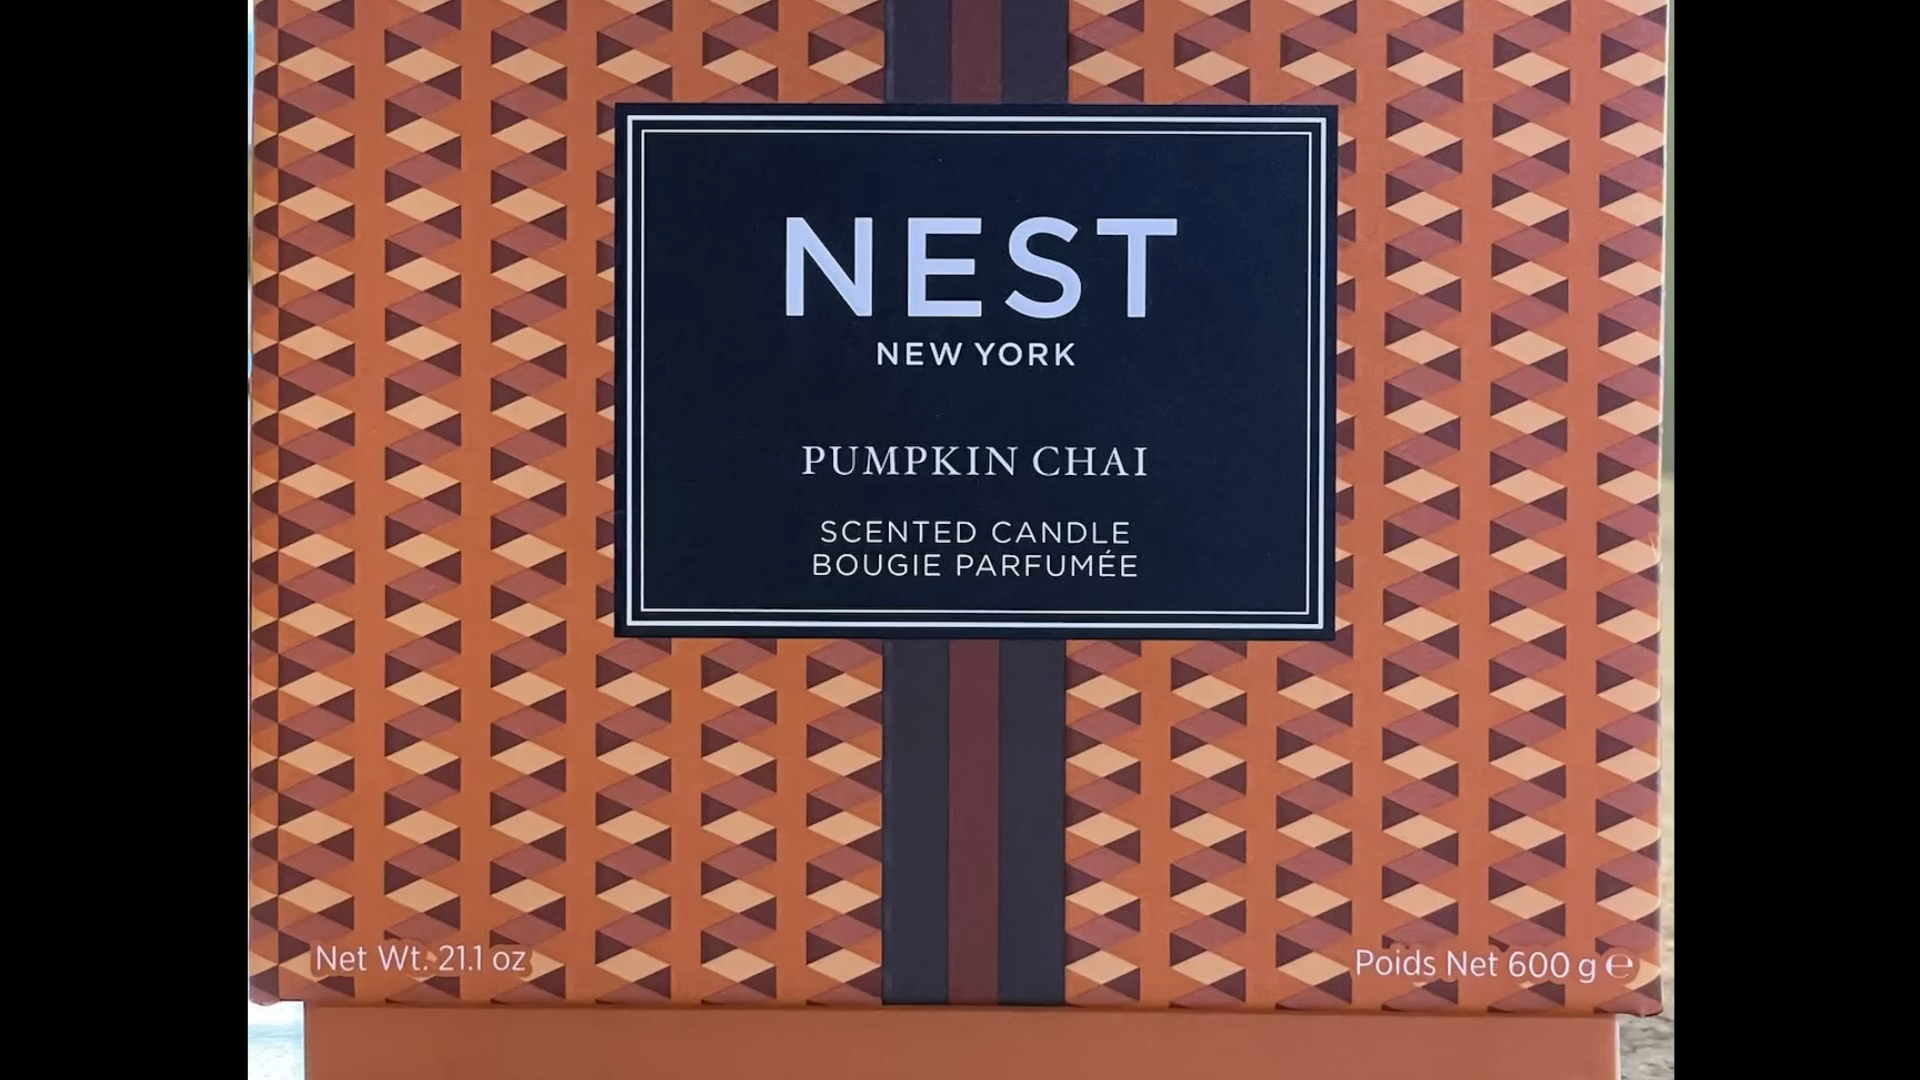 NEST
NEW YORK
PUMPKIN CHAI
SCENTED CANDLE
BOUGIE PARFUMÉE
Net Wt. 21.1 oz
Poids Net 600 g ℮